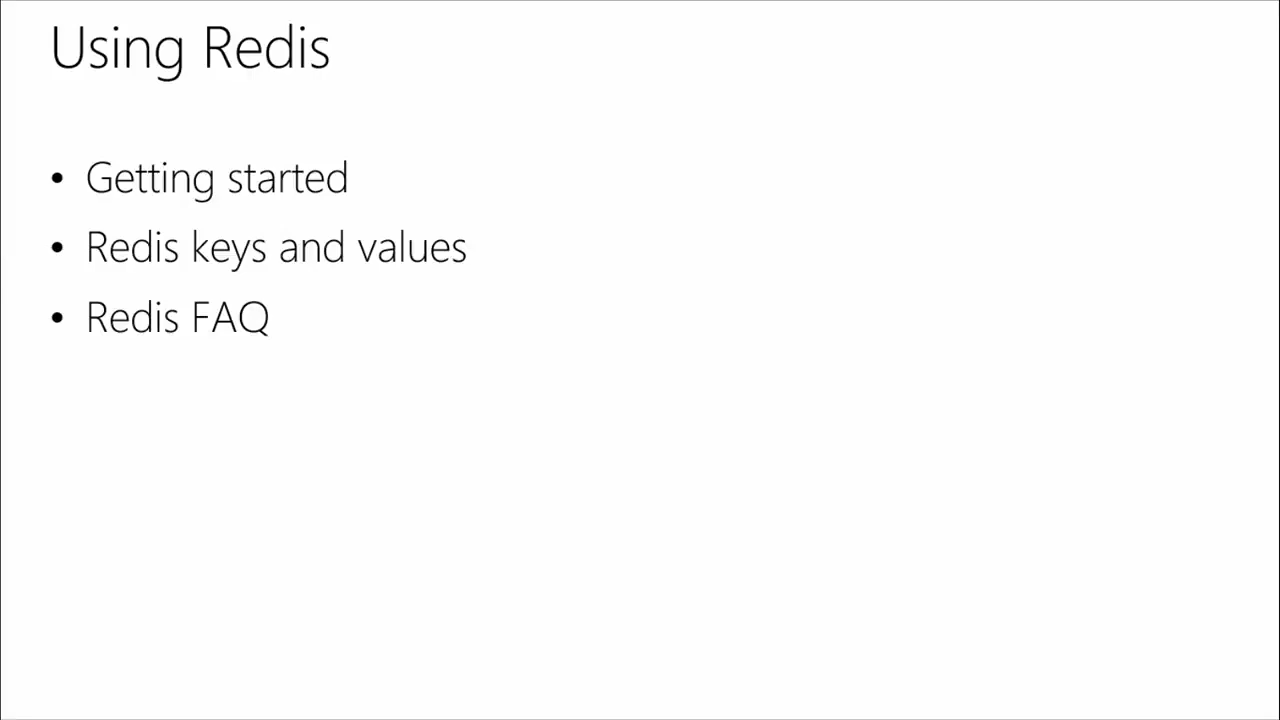 Using Redis
• Getting started
• Redis keys and values
• Redis FAQ